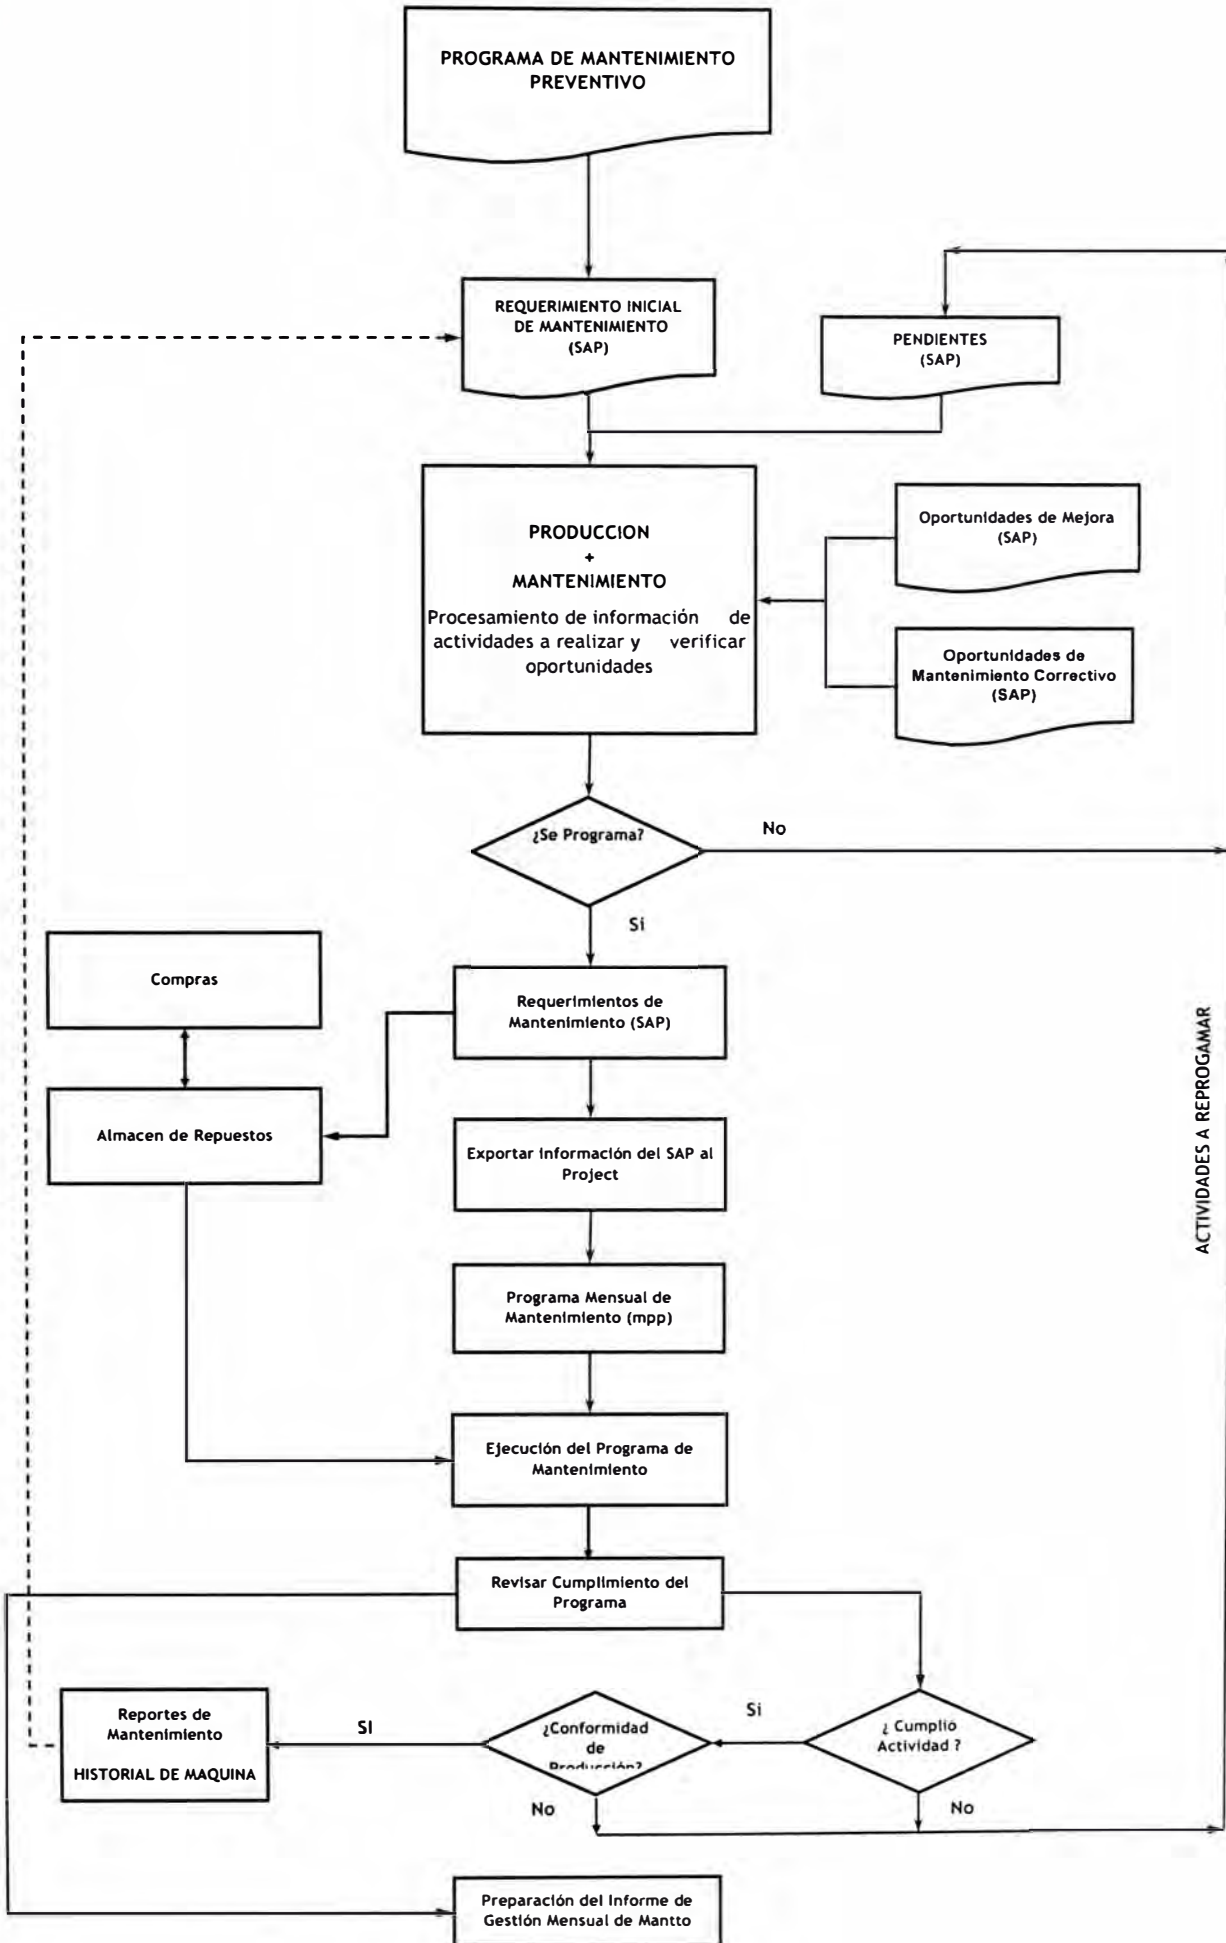 PROGRAMA DE MANTENIMIENTO
PREVENTIVO
REQUERIMIENTO INICIAL
DE MANTENIMIENTO
(SAP)
PENDIENTES
(SAP)
PRODUCCION
+
MANTENIMIENTO
Procesamiento de información de
actividades a realizar y verificar
oportunidades
Oportunidades de Mejora
(SAP)
Oportunidades de
Mantenimiento Correctivo
(SAP)
¿Se Programa?
No
Si
Compras
Requerimientos de
Mantenimiento (SAP)
Almacen de Repuestos
Exportar información del SAP al
Project
ACTIVIDADES A REPROGAMAR
Programa Mensual de
Mantenimiento (mpp)
Ejecución del Programa de
Mantenimiento
Revisar Cumplimiento del
Programa
Reportes de
Mantenimiento
HISTORIAL DE MAQUINA
SI
¿Conformidad
de
Producción?
Si
¿ Cumplió
Actividad ?
No
No
Preparación del Informe de
Gestión Mensual de Mantto